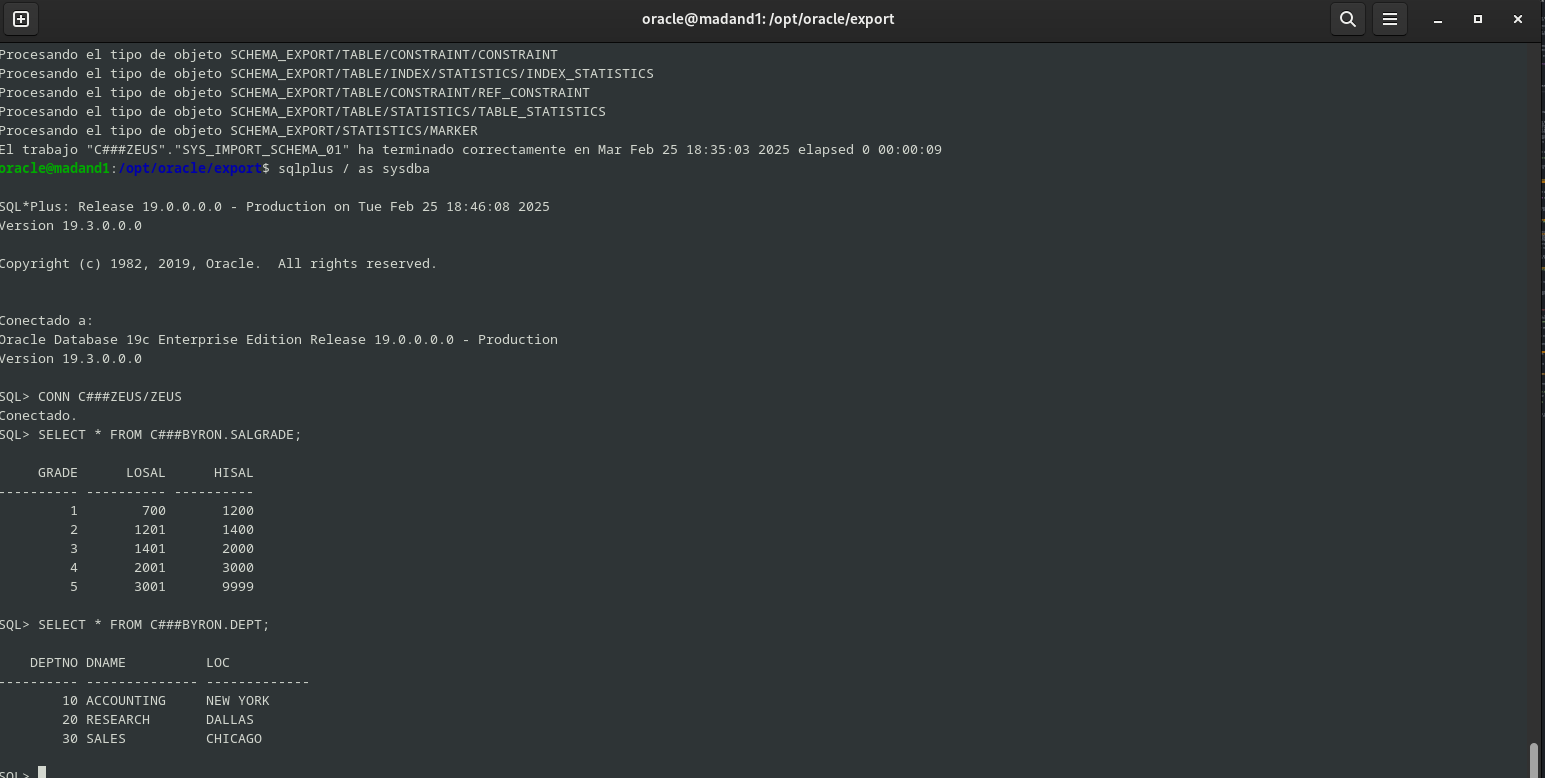 oracle@madand1: /opt/oracle/export
Procesando el tipo de objeto SCHEMA_EXPORT/TABLE/CONSTRAINT/CONSTRAINT
Procesando el tipo de objeto SCHEMA_EXPORT/TABLE/INDEX/STATISTICS/INDEX_STATISTICS
Procesando el tipo de objeto SCHEMA_EXPORT/TABLE/CONSTRAINT/REF_CONSTRAINT
Procesando el tipo de objeto SCHEMA_EXPORT/TABLE/STATISTICS/TABLE_STATISTICS
Procesando el tipo de objeto SCHEMA_EXPORT/STATISTICS/MARKER
El trabajo "C###ZEUS"."SYS_IMPORT_SCHEMA_01" ha terminado correctamente en Mar Feb 25 18:35:03 2025 elapsed 0 00:00:09
oracle@madand1:/opt/oracle/export$ sqlplus / as sysdba
SQL*Plus: Release 19.0.0.0.0 - Production on Tue Feb 25 18:46:08 2025
Version 19.3.0.0.0
Copyright (c) 1982, 2019, Oracle.  All rights reserved.
Conectado a:
Oracle Database 19c Enterprise Edition Release 19.0.0.0.0 - Production
Version 19.3.0.0.0
SQL> CONN C###ZEUS/ZEUS
Conectado.
SQL> SELECT * FROM C###BYRON.SALGRADE;
     GRADE      LOSAL      HISAL
---------- ---------- ----------
         1        700       1200
         2       1201       1400
         3       1401       2000
         4       2001       3000
         5       3001       9999
SQL> SELECT * FROM C###BYRON.DEPT;
    DEPTNO DNAME          LOC
---------- -------------- -------------
        10 ACCOUNTING     NEW YORK
        20 RESEARCH       DALLAS
        30 SALES          CHICAGO
SQL>